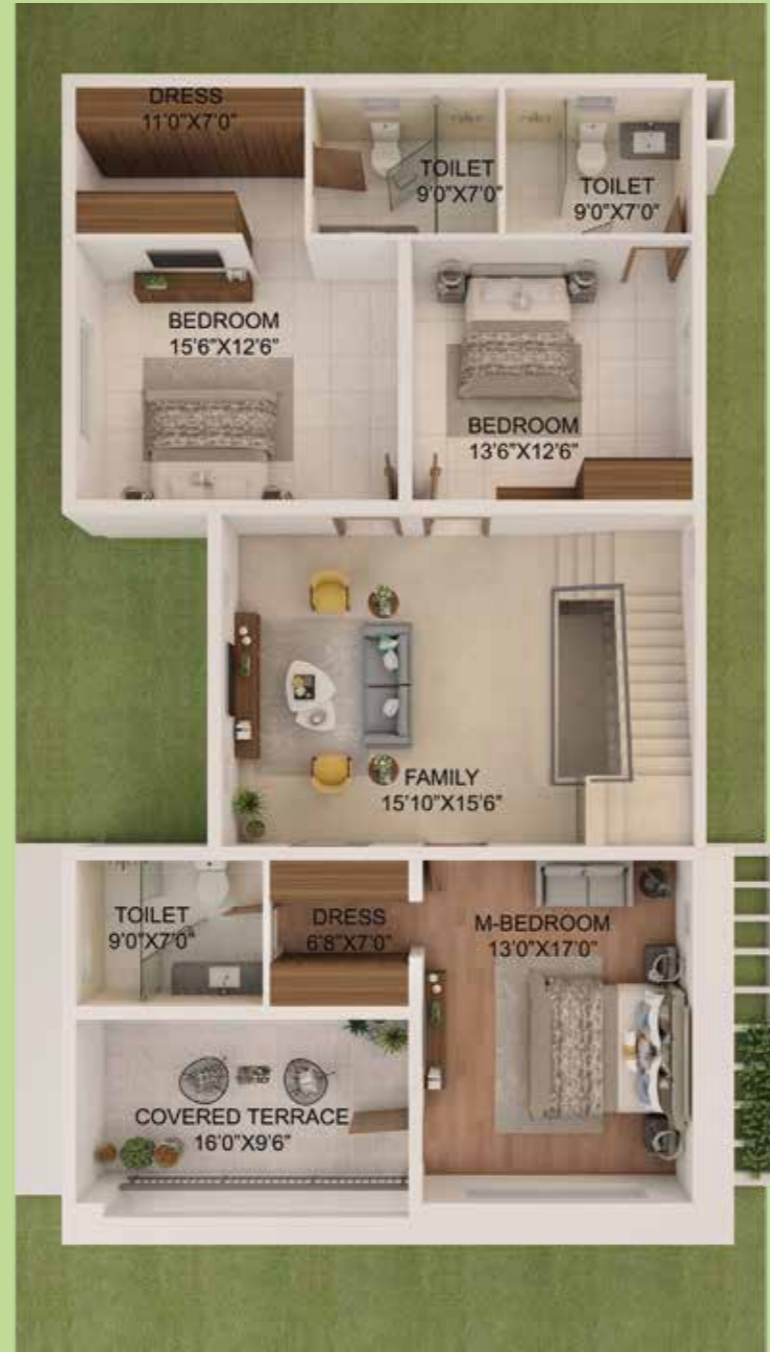 DRESS
11'0"X7'0"
TOILET
9'0"X7'0"
TOILET
9'0"X7'0"
BEDROOM
15'6"X12'6"
BEDROOM
13'6"X12'6"
FAMILY
15'10"X15'6"
TOILET
9'0"X7'0"
DRESS
6'8"X7'0"
M-BEDROOM
13'0"X17'0"
COVERED TERRACE
16'0"X9'6"